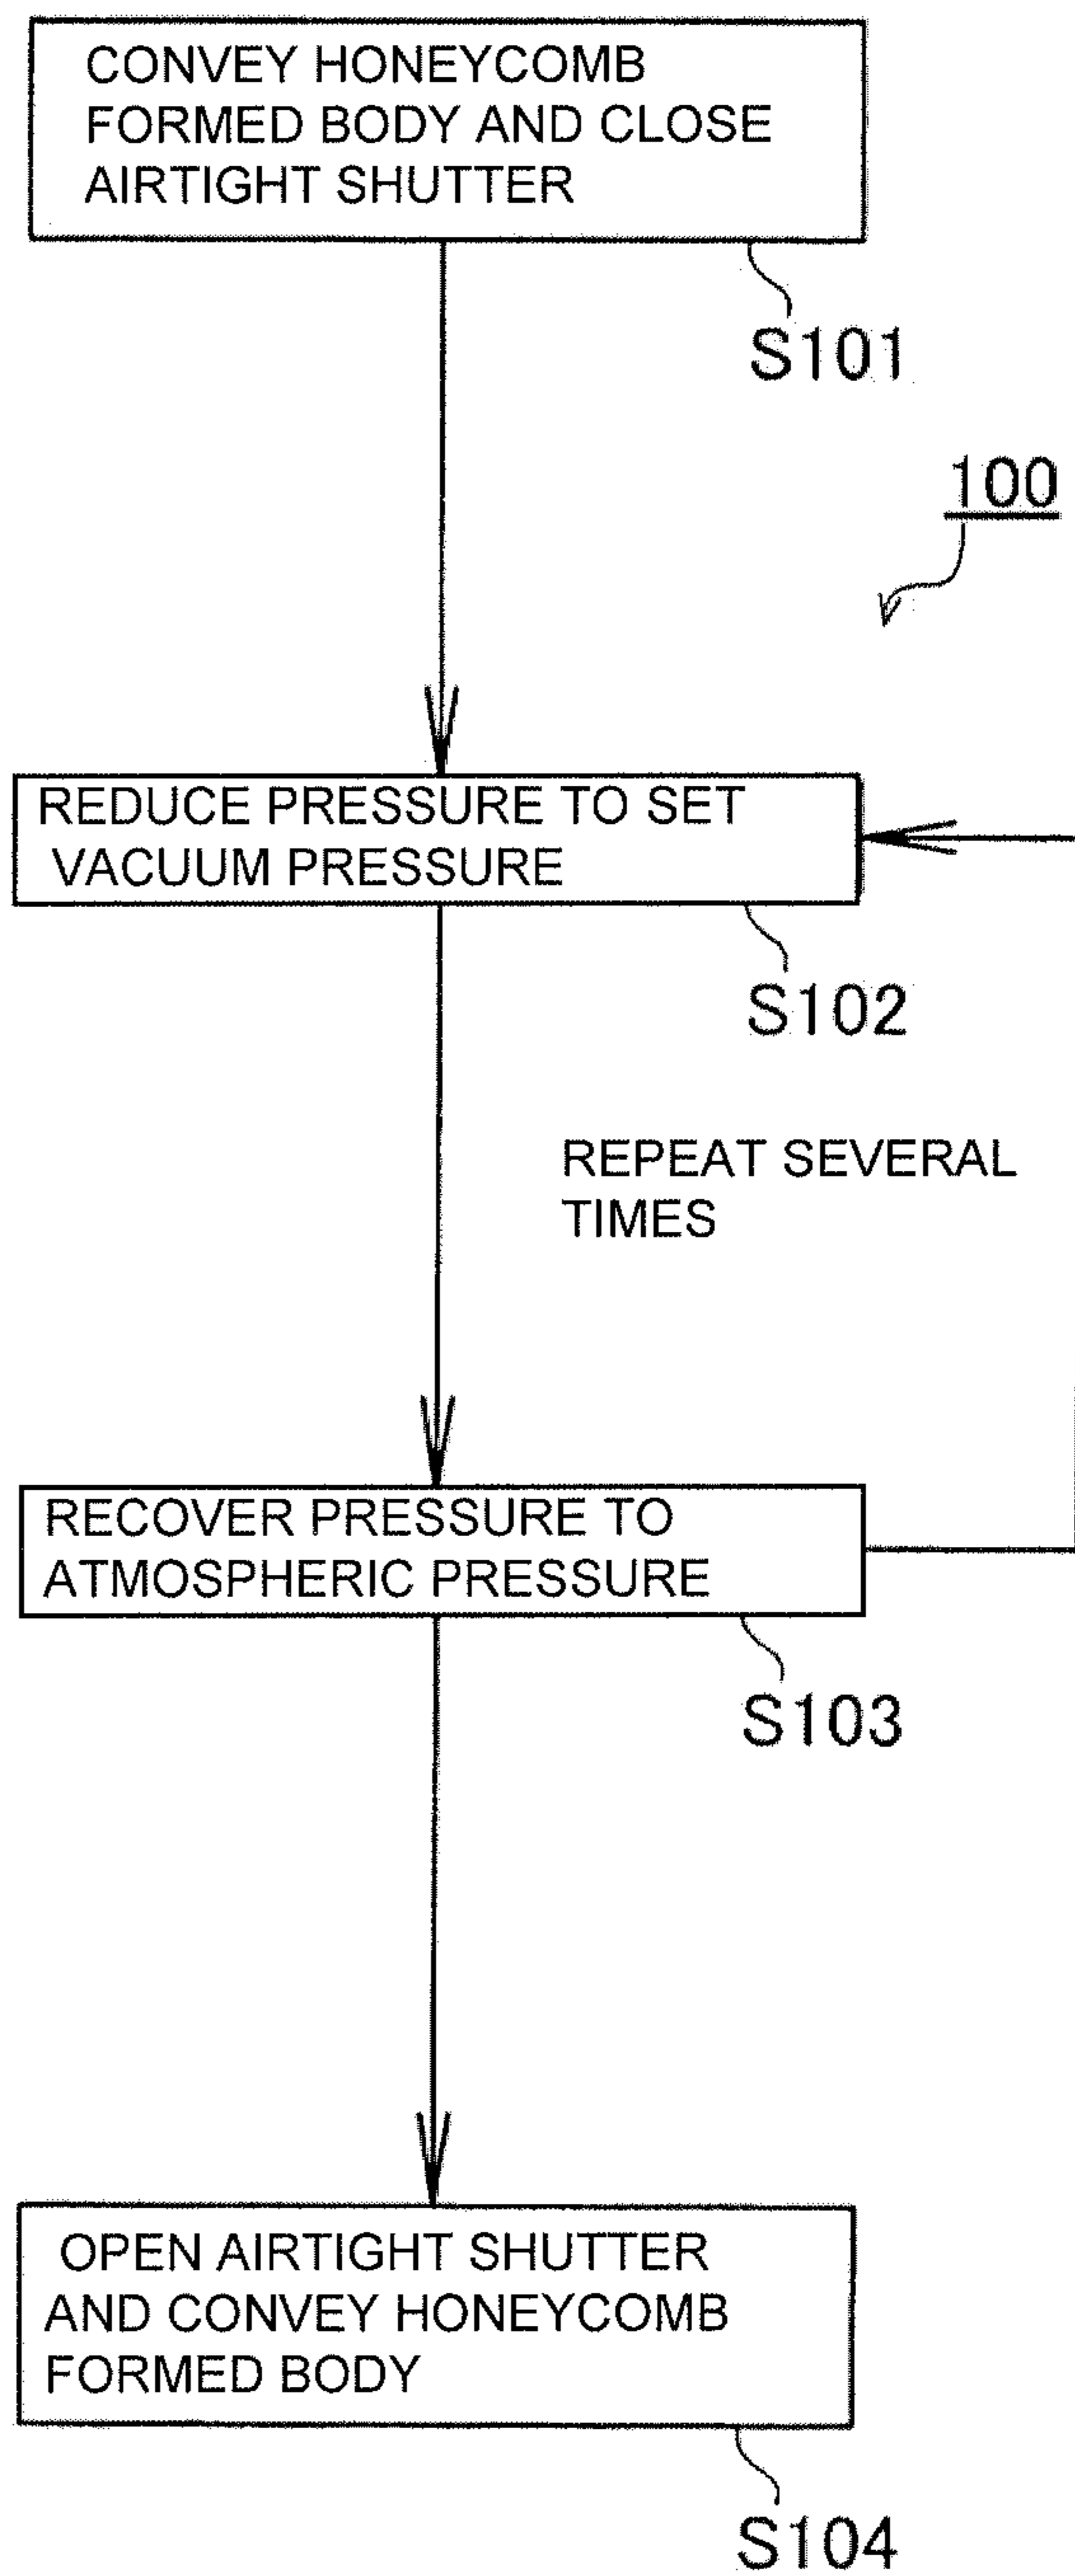 CONVEY HONEYCOMB
FORMED BODY AND CLOSE
AIRTIGHT SHUTTER
S101
100
REDUCE PRESSURE TO SET
VACUUM PRESSURE
S102
REPEAT SEVERAL
TIMES
RECOVER PRESSURE TO
ATMOSPHERIC PRESSURE
S103
OPEN AIRTIGHT SHUTTER
AND CONVEY HONEYCOMB
FORMED BODY
S104